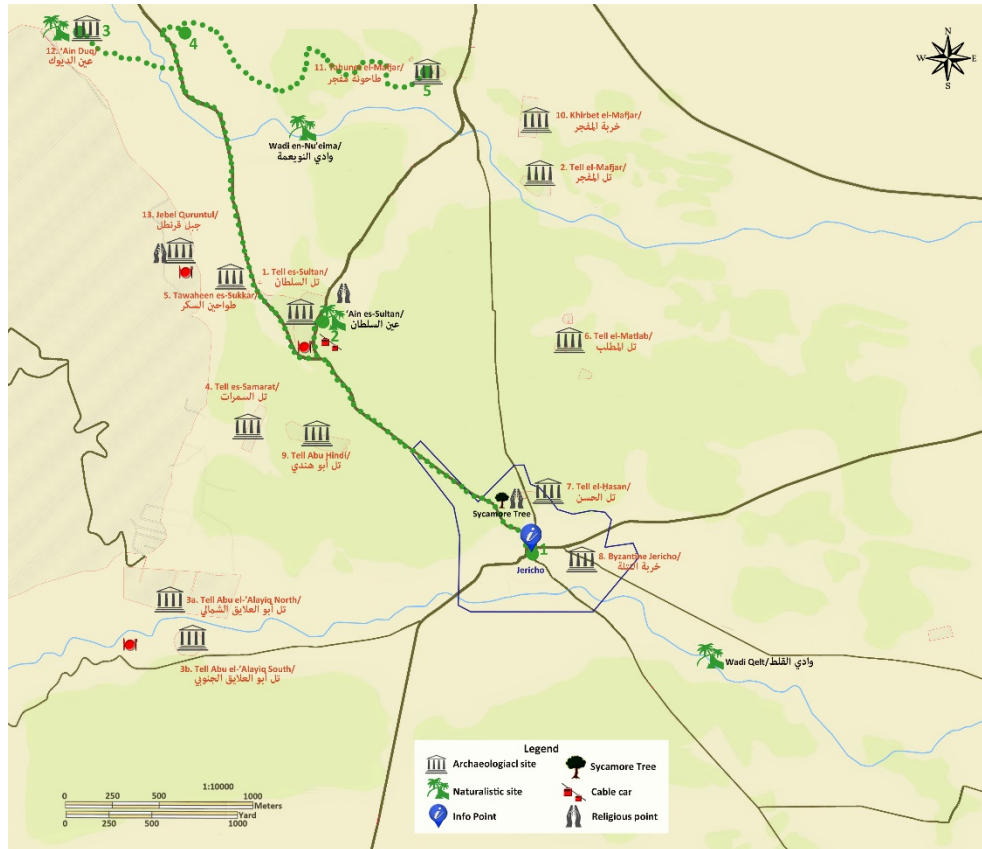 N
W E
S
3
12. 'Ain Duq/
عين الديوك
4
11. Tahunet el-Mafjar/
طاحونة مفجر
5
10. Khirbet el-Mafjar/
خربة المفجر
Wadi en-Nu'eima/
وادي النويعمة
2. Tell el-Mafjar/
تل المفجر
13. Jebel Quruntul/
جبل قرنطل
1. Tell es-Sultan/
تل السلطان
5. Tawaheen es-Sukkar/
طواحين السكر
'Ain es-Sultan/
عين السلطان
2
6. Tell el-Matlab/
تل المطلب
4. Tell es-Samarat/
تل السمرات
9. Tell Abu Hindi/
تل أبو هندي
7. Tell el-Hasan/
تل الحسن
Sycamore Tree
1
Jericho
8. Byzantine Jericho/
خربة التتلة
3a. Tell Abu el-'Alayiq North/
تل أبو العلايق الشمالي
3b. Tell Abu el-'Alayiq South/
تل أبو العلايق الجنوبي
Wadi Qelt/وادي القلط
Legend
Archaeologiacl site
Sycamore Tree
Naturalistic site
Cable car
Info Point
Religious point
1:10000
0 250 500 1000
Meters
Yard
0 250 500 1000